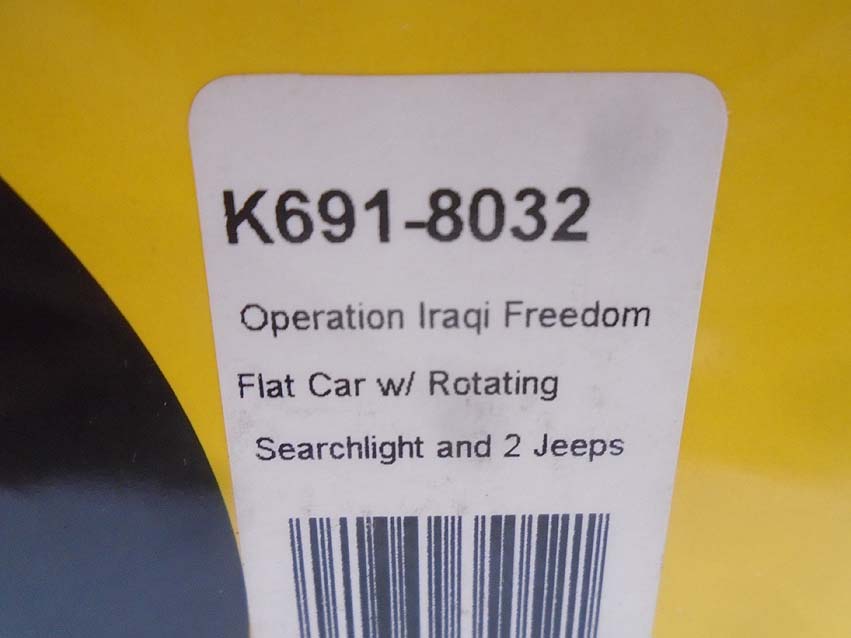 K691-8032
Operation Iraqi Freedom
Flat Car w/ Rotating
Searchlight and 2 Jeeps